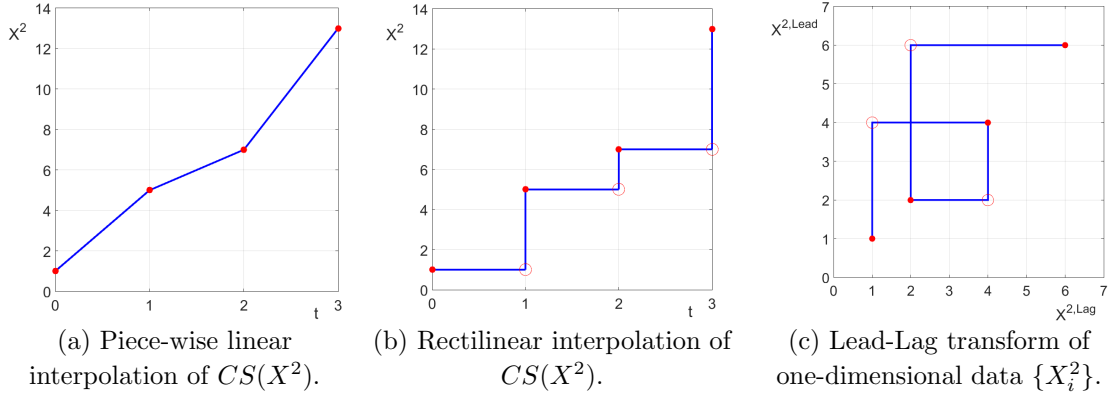 X²
14
12
10
8
6
4
2
0
0 1 2 3
t
(a) Piece-wise linear
interpolation of CS(X²).
X²
14
12
10
8
6
4
2
0
0 1 2 3
t
(b) Rectilinear interpolation of
CS(X²).
X^{2,Lead}
7
6
5
4
3
2
1
0
0 1 2 3 4 5 6 7
X^{2,Lag}
(c) Lead-Lag transform of
one-dimensional data {X_i^2}.